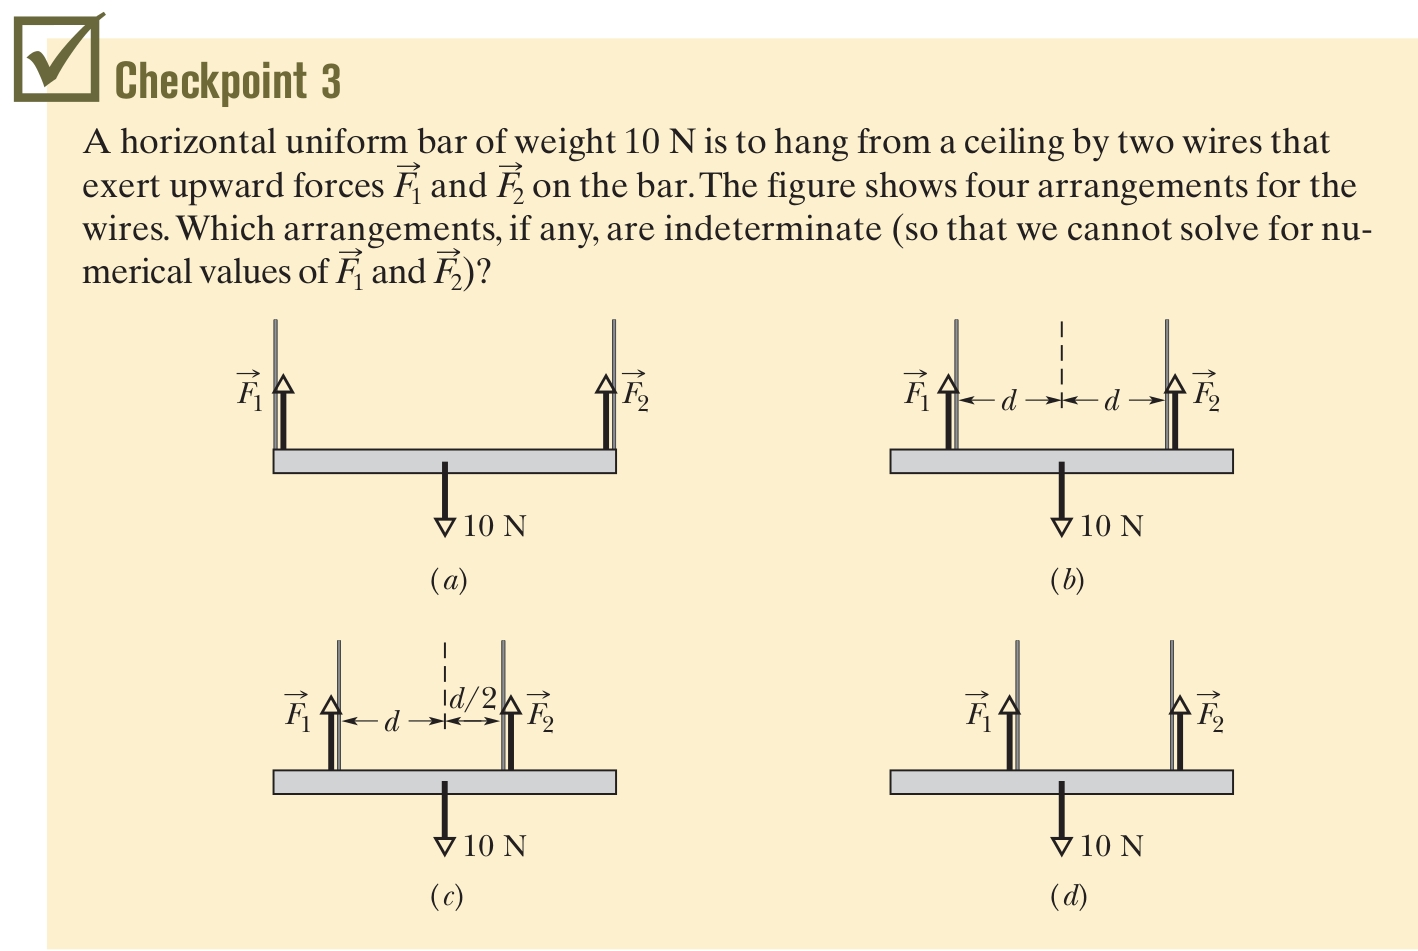 Checkpoint 3
A horizontal uniform bar of weight 10 N is to hang from a ceiling by two wires that
exert upward forces F⃗₁ and F⃗₂ on the bar. The figure shows four arrangements for the
wires. Which arrangements, if any, are indeterminate (so that we cannot solve for nu-
merical values of F⃗₁ and F⃗₂)?
F⃗₁ F⃗₂
10 N
(a)
F⃗₁ d d F⃗₂
10 N
(b)
F⃗₁ d d/2 F⃗₂
10 N
(c)
F⃗₁ F⃗₂
10 N
(d)